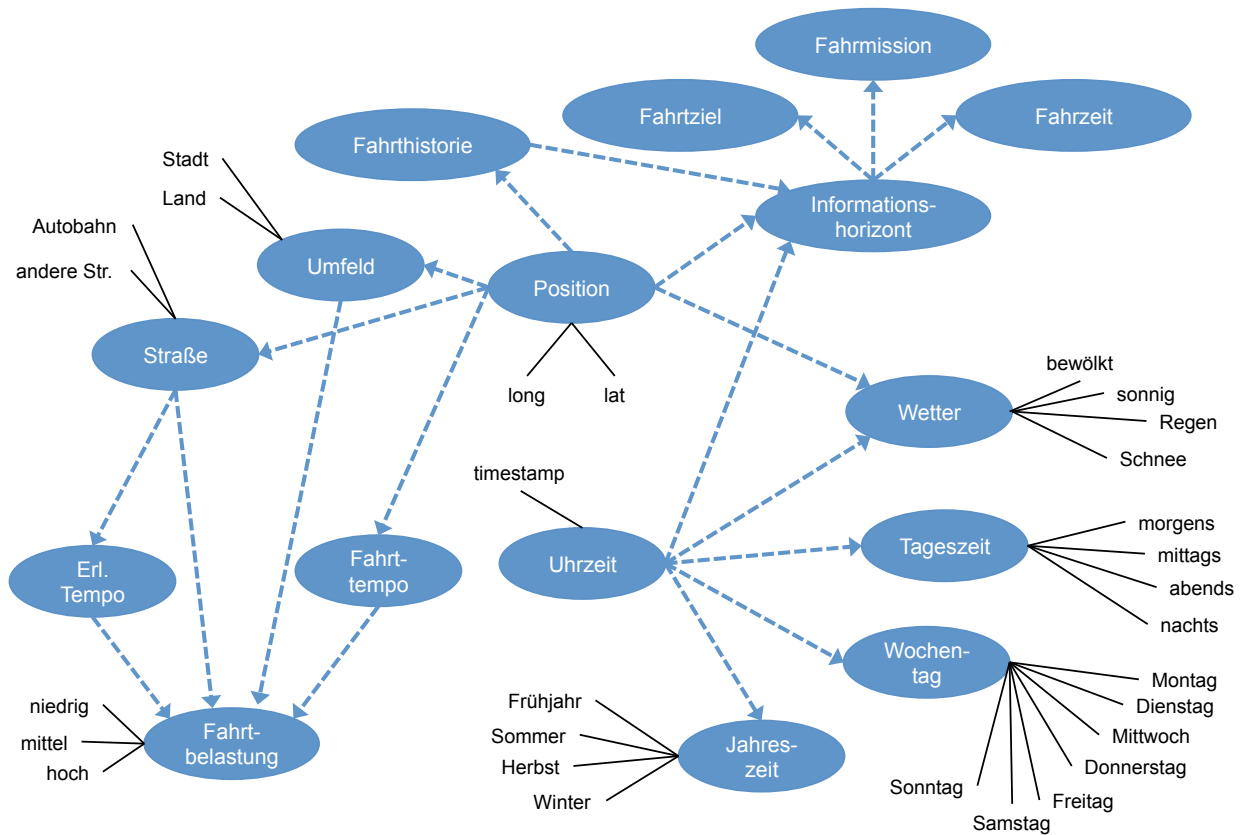 Fahrmission
Fahrtziel
Fahrzeit
Fahrthistorie
Stadt
Land
Informations-
horizont
Autobahn
andere Str.
Umfeld
Position
Straße
long
lat
bewölkt
sonnig
Wetter
Regen
Schnee
timestamp
Erl.
Tempo
Fahrt-
tempo
Uhrzeit
Tageszeit
morgens
mittags
abends
nachts
Wochen-
tag
Montag
Dienstag
Mittwoch
Donnerstag
Freitag
Samstag
Sonntag
niedrig
mittel
hoch
Fahrt-
belastung
Frühjahr
Sommer
Herbst
Winter
Jahres-
zeit